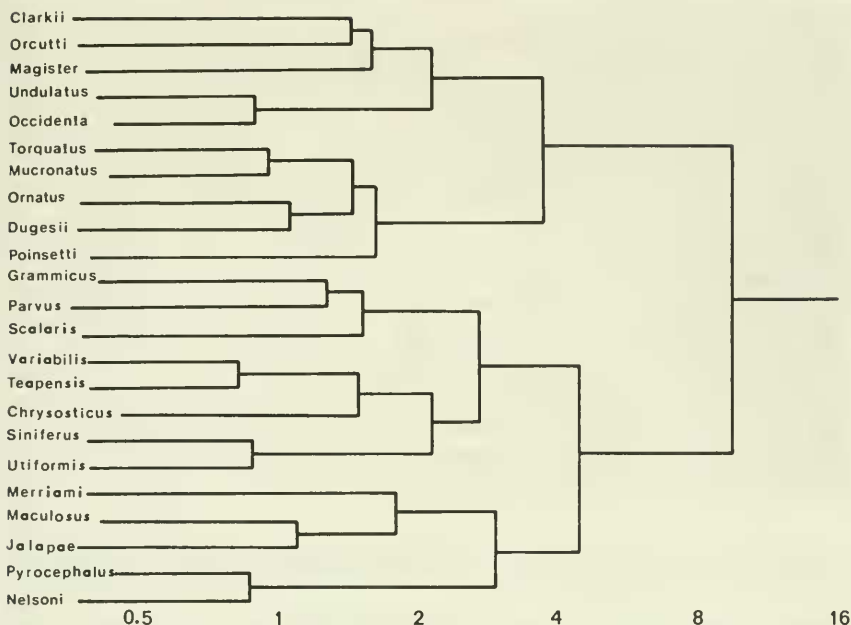 Clarkii
Orcutti
Magister
Undulatus
Occidenta
Torquatus
Mucronatus
Ornatus
Dugesii
Poinsetti
Grammicus
Parvus
Scalaris
Variabilis
Teapensis
Chrysosticus
Siniferus
Utiformis
Merriami
Maculosus
Jalapae
Pyrocephalus
Nelsoni
0.5 1 2 4 8 16